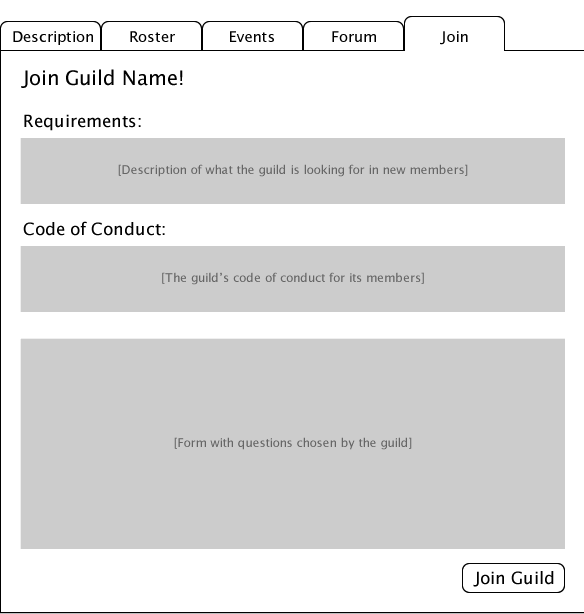 Description Roster Events Forum Join
Join Guild Name!
Requirements:
[Description of what the guild is looking for in new members]
Code of Conduct:
[The guild's code of conduct for its members]
[Form with questions chosen by the guild]
Join Guild